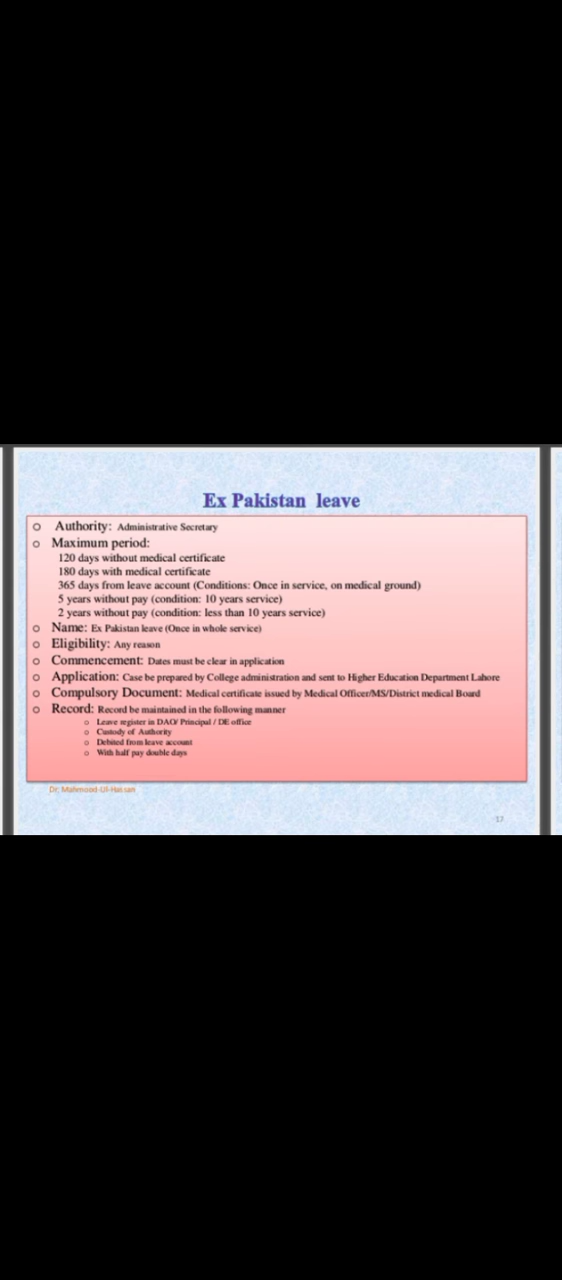 Ex Pakistan leave
o Authority: Administrative Secretary
o Maximum period:
120 days without medical certificate
180 days with medical certificate
365 days from leave account (Conditions: Once in service, on medical ground)
5 years without pay (condition: 10 years service)
2 years without pay (condition: less than 10 years service)
o Name: Ex Pakistan leave (Once in whole service)
o Eligibility: Any reason
o Commencement: Dates must be clear in application
o Application: Case be prepared by College administration and sent to Higher Education Department Lahore
o Compulsory Document: Medical certificate issued by Medical Officer/MS/District medical Board
o Record: Record be maintained in the following manner
o Leave register in DAO/ Principal / DE office
o Custody of Authority
o Debited from leave account
o With half pay double days
Dr. Mahmood-Ul-Hassan
17